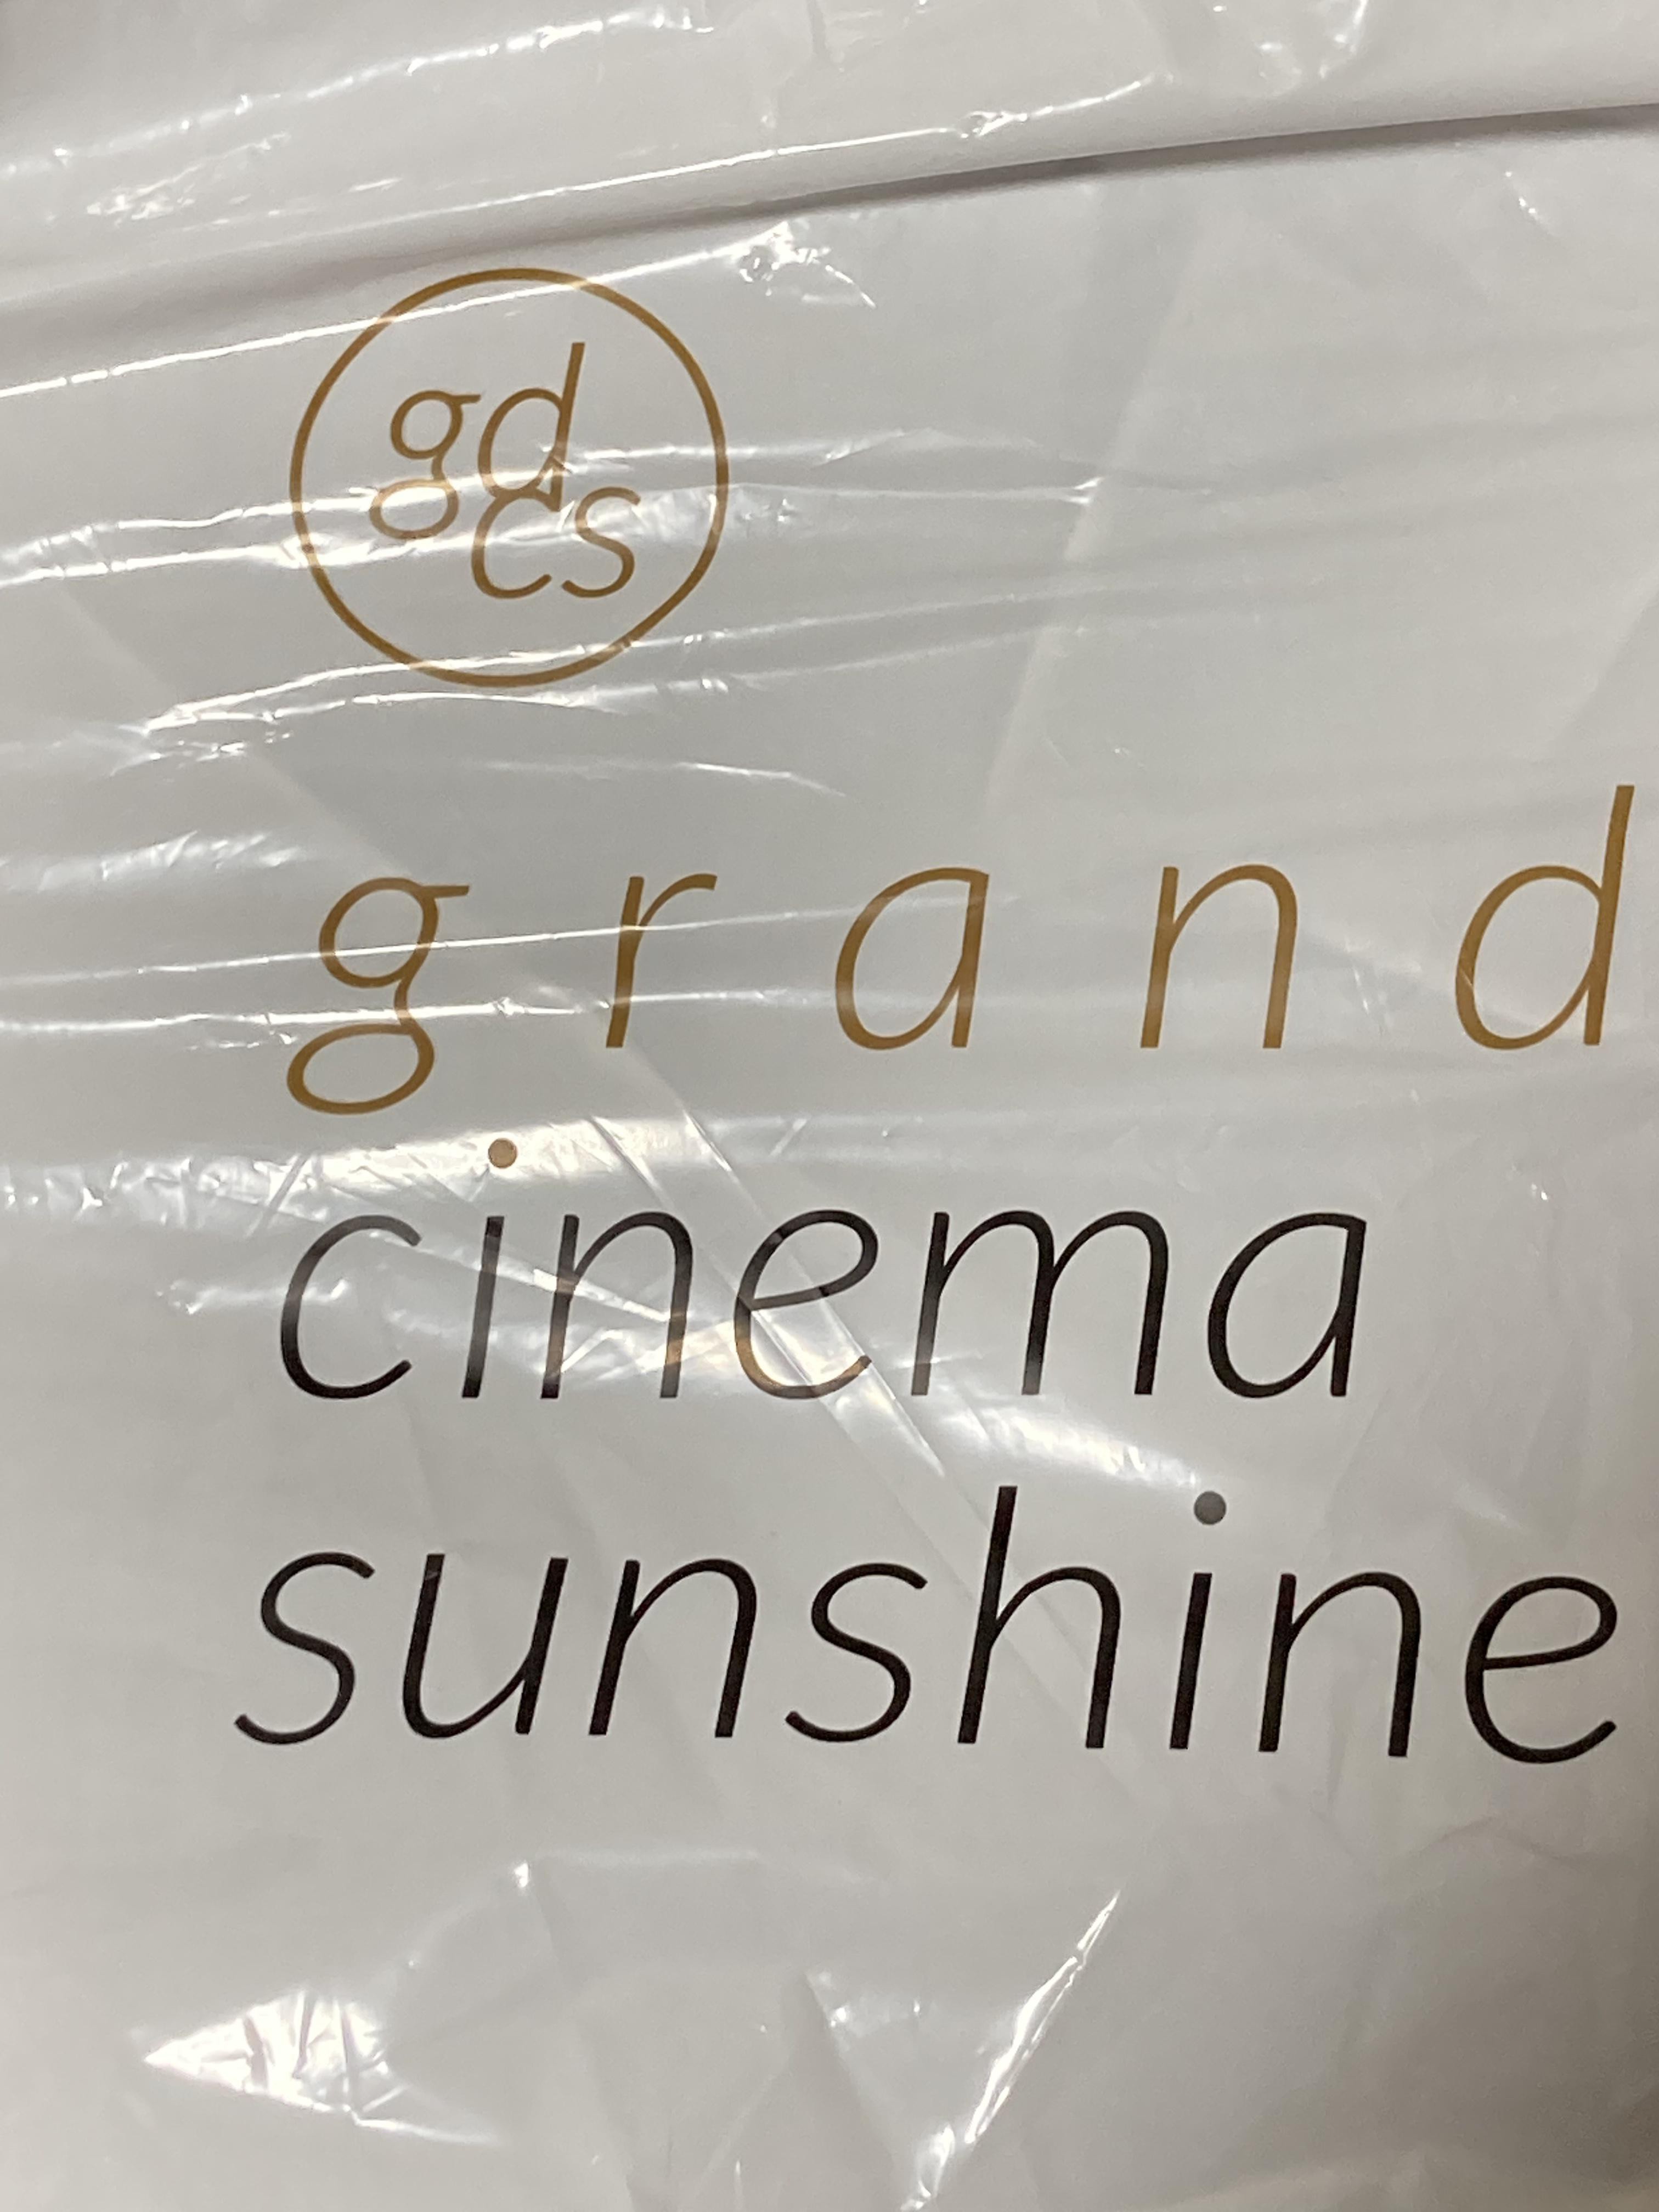 gd
cs
grand
cinema
sunshine